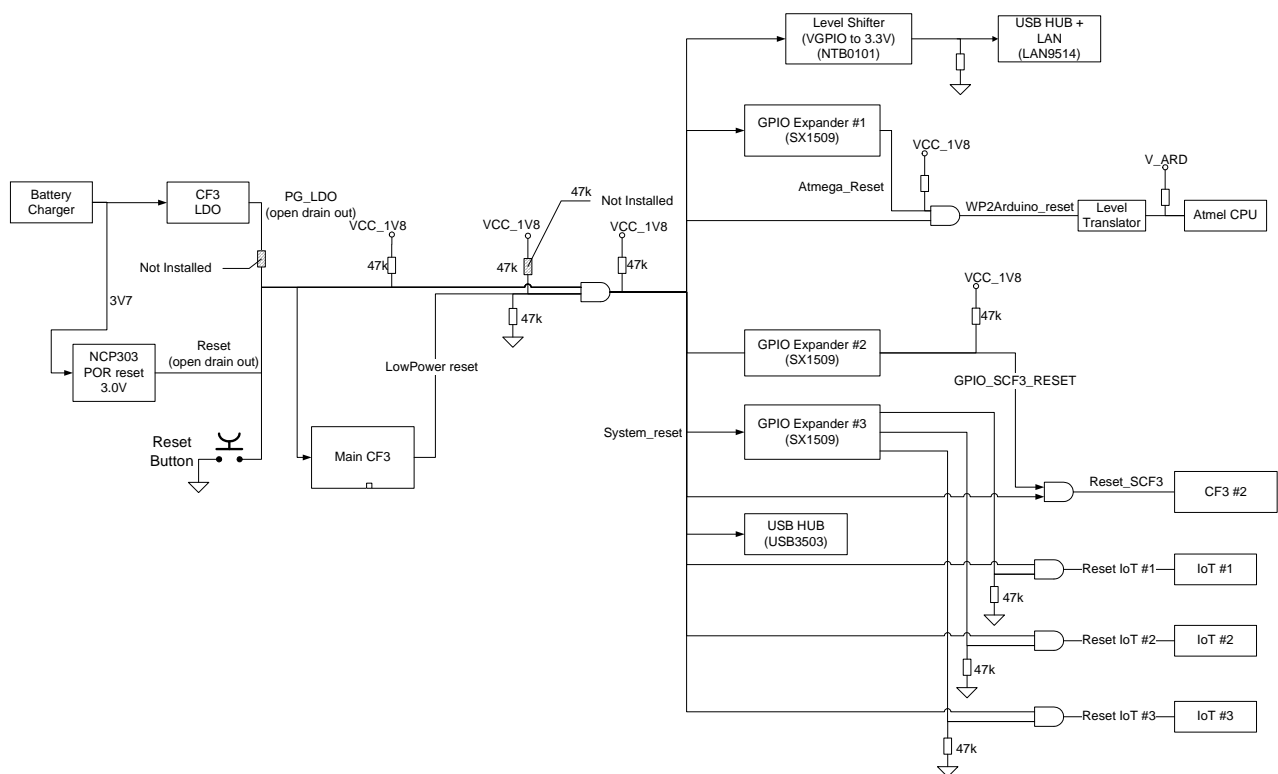 Level Shifter
(VGPIO to 3.3V)
(NTB0101)
USB HUB +
LAN
(LAN9514)
GPIO Expander #1
(SX1509)
VCC_1V8
V_ARD
Battery
Charger
CF3
LDO
PG_LDO
(open drain out)
47k
Not Installed
Atmega_Reset
WP2Arduino_reset
Level
Translator
Atmel CPU
VCC_1V8
VCC_1V8
VCC_1V8
Not Installed
47k
47k
47k
VCC_1V8
3V7
47k
47k
NCP303
POR reset
3.0V
Reset
(open drain out)
LowPower reset
GPIO Expander #2
(SX1509)
GPIO_SCF3_RESET
System_reset
GPIO Expander #3
(SX1509)
Reset
Button
Main CF3
Reset_SCF3
CF3 #2
USB HUB
(USB3503)
Reset IoT #1
IoT #1
47k
Reset IoT #2
IoT #2
47k
Reset IoT #3
IoT #3
47k